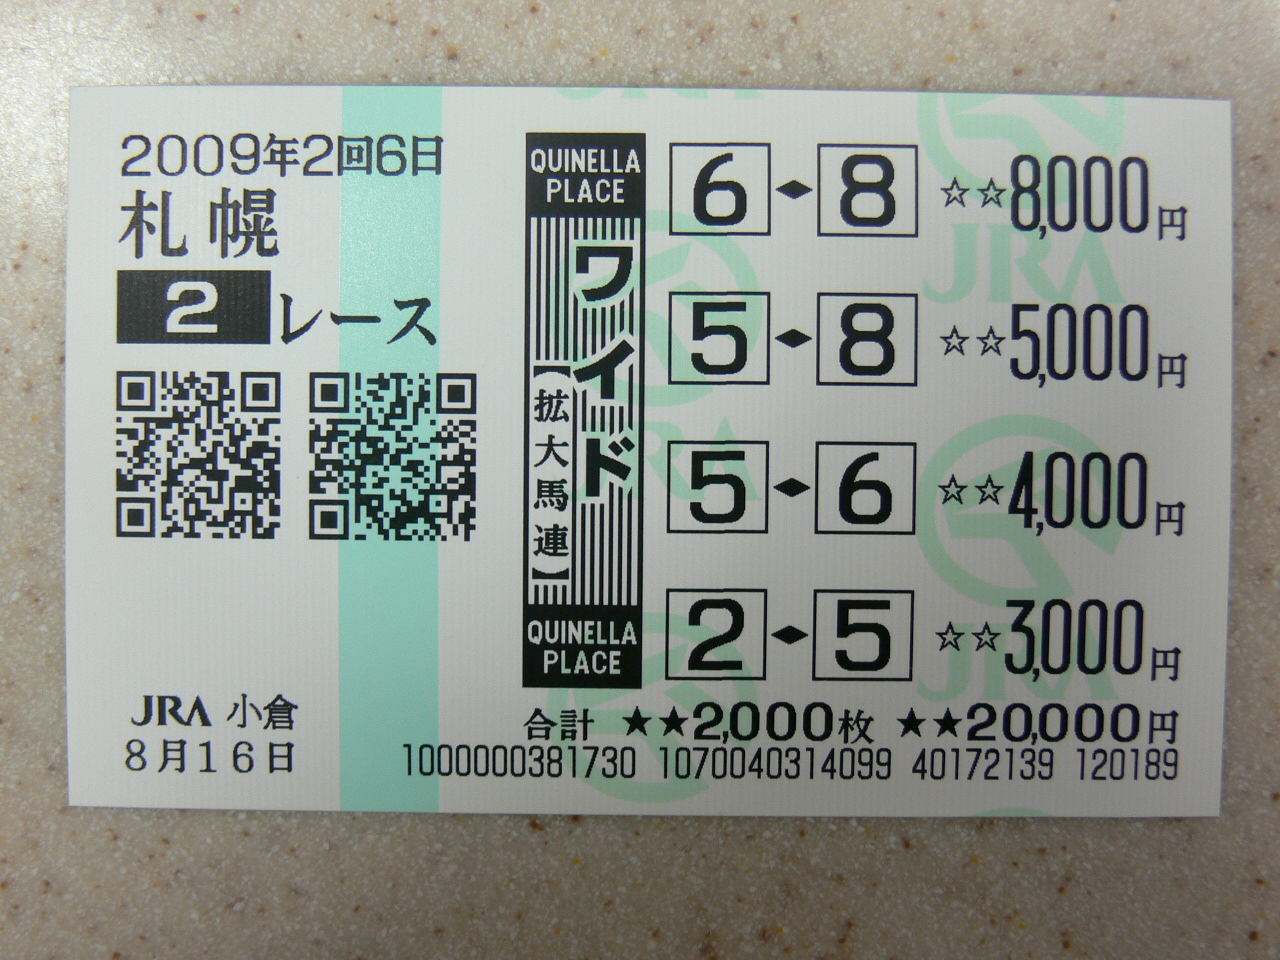 2009年2回6日
札幌
2レース
JRA 小倉
8月16日
QUINELLA
PLACE
ワイド
【拡大馬連】
QUINELLA
PLACE
6◆8 ☆☆8,000円
5◆8 ☆☆5,000円
5◆6 ☆☆4,000円
2◆5 ☆☆3,000円
合計 ★★2,000枚 ★★20,000円
1000000381730 1070040314099 40172139 120189
JRA
JRA
JRA
JRA